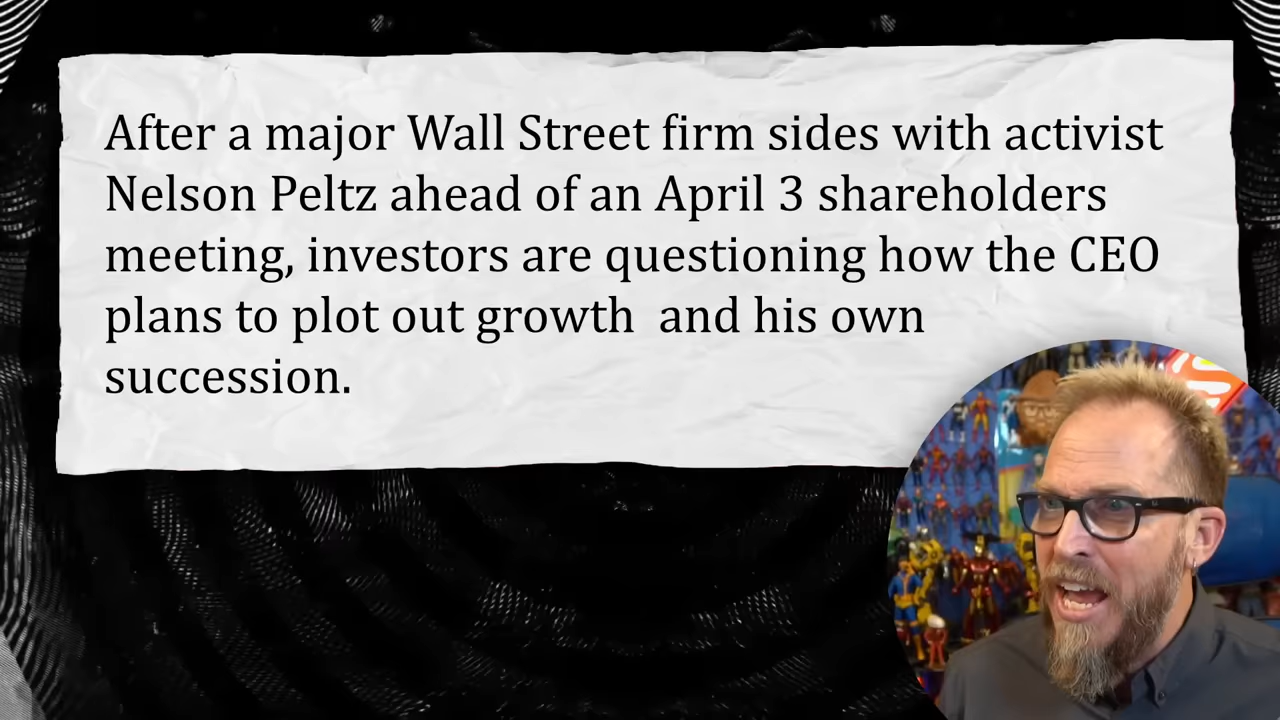 After a major Wall Street firm sides with activist
Nelson Peltz ahead of an April 3 shareholders
meeting, investors are questioning how the CEO
plans to plot out growth  and his own
succession.